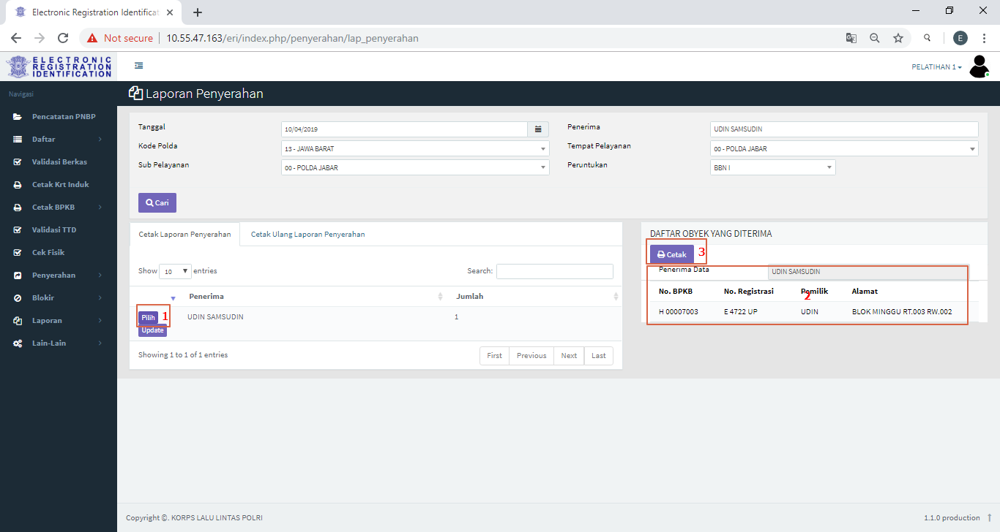 Electronic Registration Identificat
Not secure
10.55.47.163/eri/index.php/penyerahan/lap_penyerahan
E
ELECTRONIC
REGISTRATION
IDENTIFICATION
PELATIHAN 1
Navigasi
Pencatatan PNBP
Daftar
Validasi Berkas
Cetak Krt Induk
Cetak BPKB
Validasi TTD
Cek Fisik
Penyerahan
Blokir
Laporan
Lain-Lain
Laporan Penyerahan
Tanggal
10/04/2019
Penerima
UDIN SAMSUDIN
Kode Polda
13 - JAWA BARAT
Tempat Pelayanan
00 - POLDA JABAR
Sub Pelayanan
00 - POLDA JABAR
Peruntukan
BBN I
Cari
Cetak Laporan Penyerahan
Cetak Ulang Laporan Penyerahan
Show 10 entries
Search:
Penerima
Jumlah
Pilih
1
UDIN SAMSUDIN
1
Update
Showing 1 to 1 of 1 entries
First
Previous
Next
Last
DAFTAR OBYEK YANG DITERIMA
Cetak
3
Penerima Data
UDIN SAMSUDIN
No. BPKB
No. Registrasi
Pemilik
Alamat
2
H 00007003
E 4722 UP
UDIN
BLOK MINGGU RT.003 RW.002
Copyright ©. KORPS LALU LINTAS POLRI
1.1.0 production